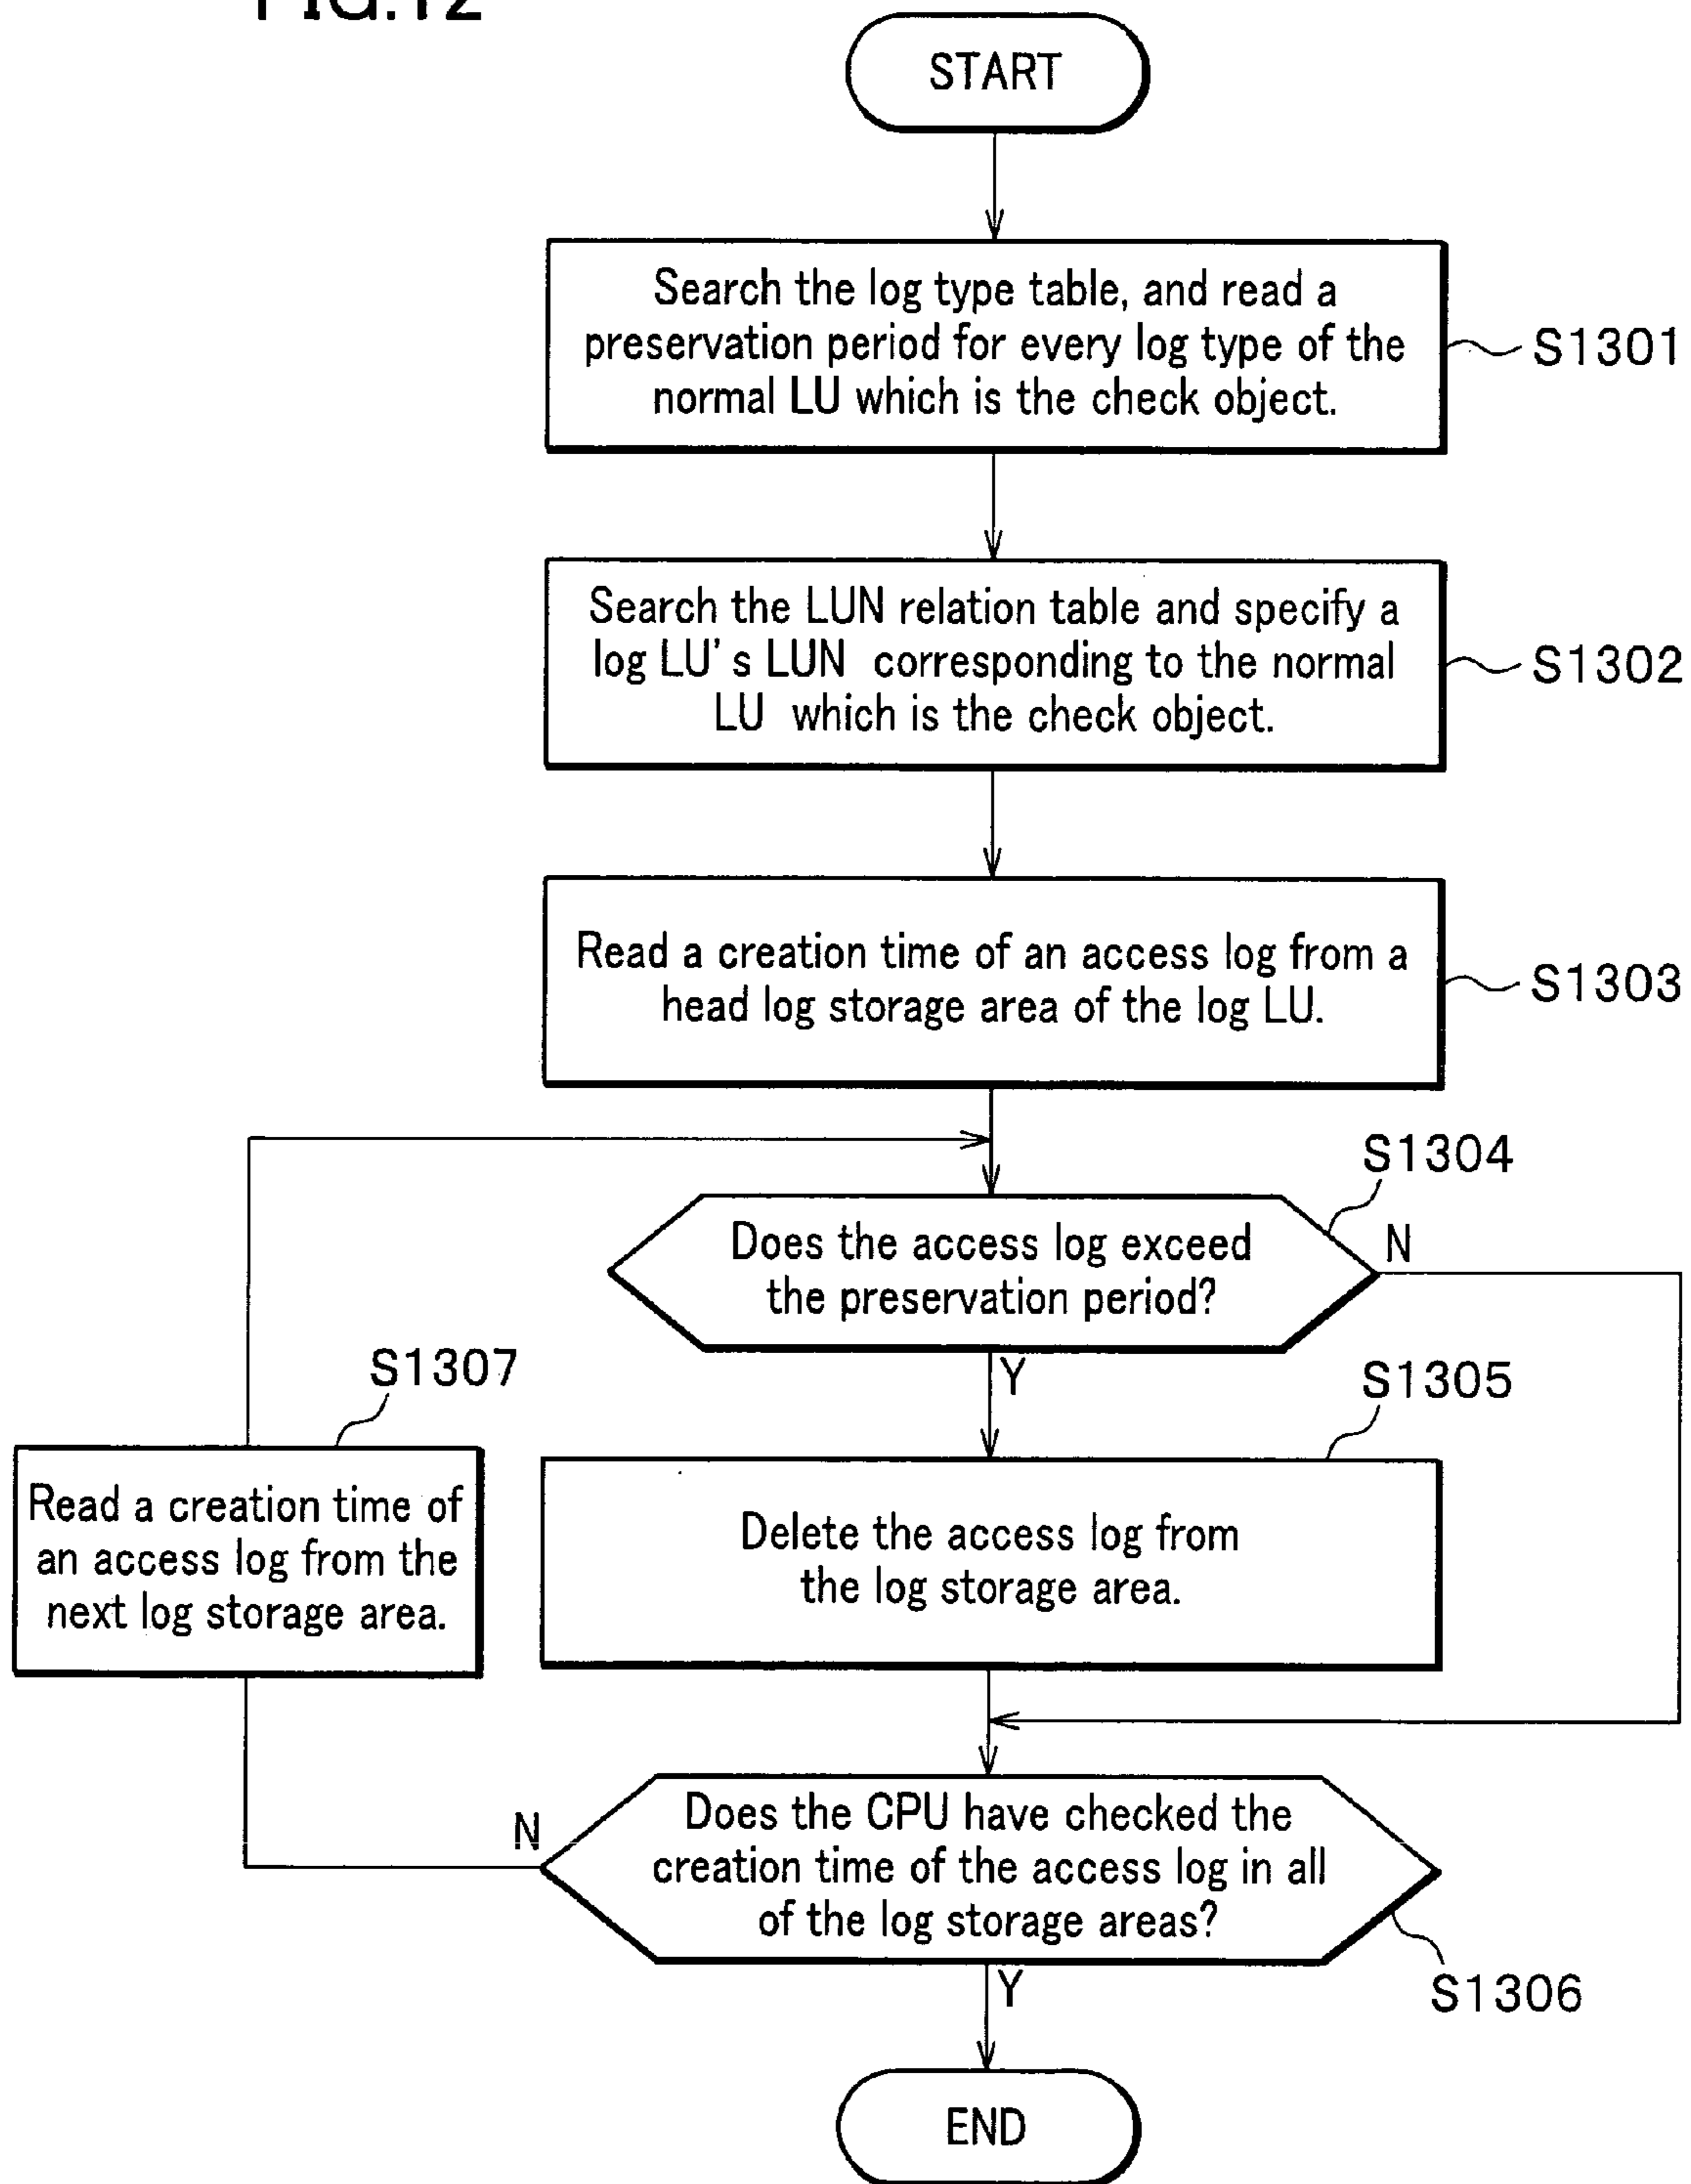 FIG.12
START
Search the log type table, and read a
preservation period for every log type of the
normal LU which is the check object.
S1301
Search the LUN relation table and specify a
log LU's LUN corresponding to the normal
LU which is the check object.
S1302
Read a creation time of an access log from a
head log storage area of the log LU.
S1303
S1304
Does the access log exceed
the preservation period?
N
Y
S1307
S1305
Read a creation time of
an access log from the
next log storage area.
Delete the access log from
the log storage area.
N
Does the CPU have checked the
creation time of the access log in all
of the log storage areas?
Y
S1306
END